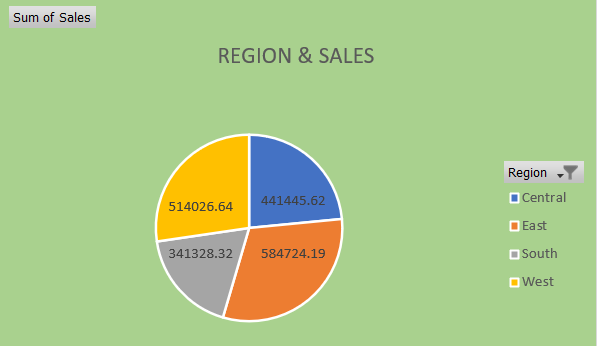 Sum of Sales
REGION & SALES
441445.62
514026.64
341328.32
584724.19
Region
Central
East
South
West